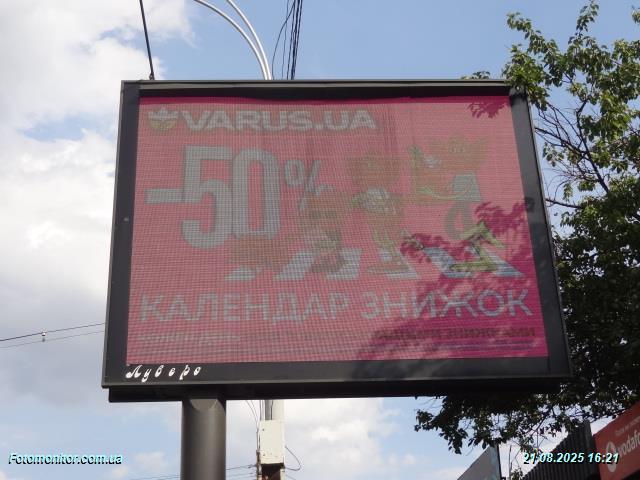 VARUS.UA
-50%
КАЛЕНДАР ЗНИЖОК
Луверо
Fotomonitor.com.ua
21.08.2025 16:21